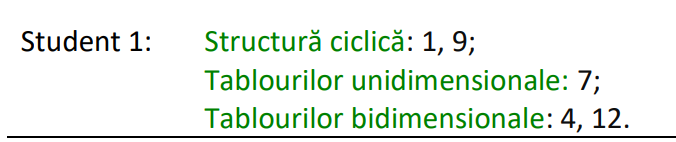 Student 1: Structură ciclică: 1, 9;
Tablourilor unidimensionale: 7;
Tablourilor bidimensionale: 4, 12.